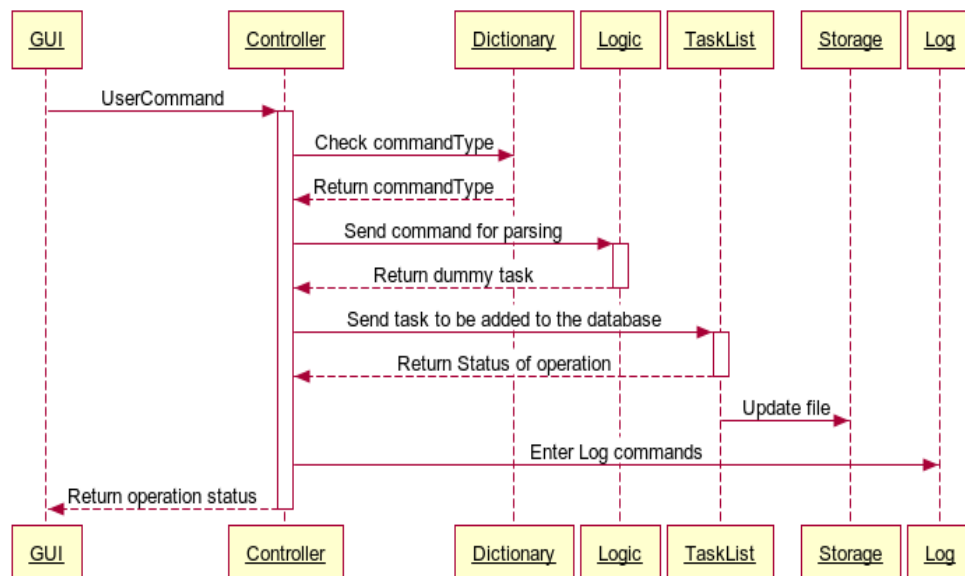 GUI Controller Dictionary Logic TaskList Storage Log
UserCommand
Check commandType
Return commandType
Send command for parsing
Return dummy task
Send task to be added to the database
Return Status of operation
Update file
Enter Log commands
Return operation status
GUI Controller Dictionary Logic TaskList Storage Log